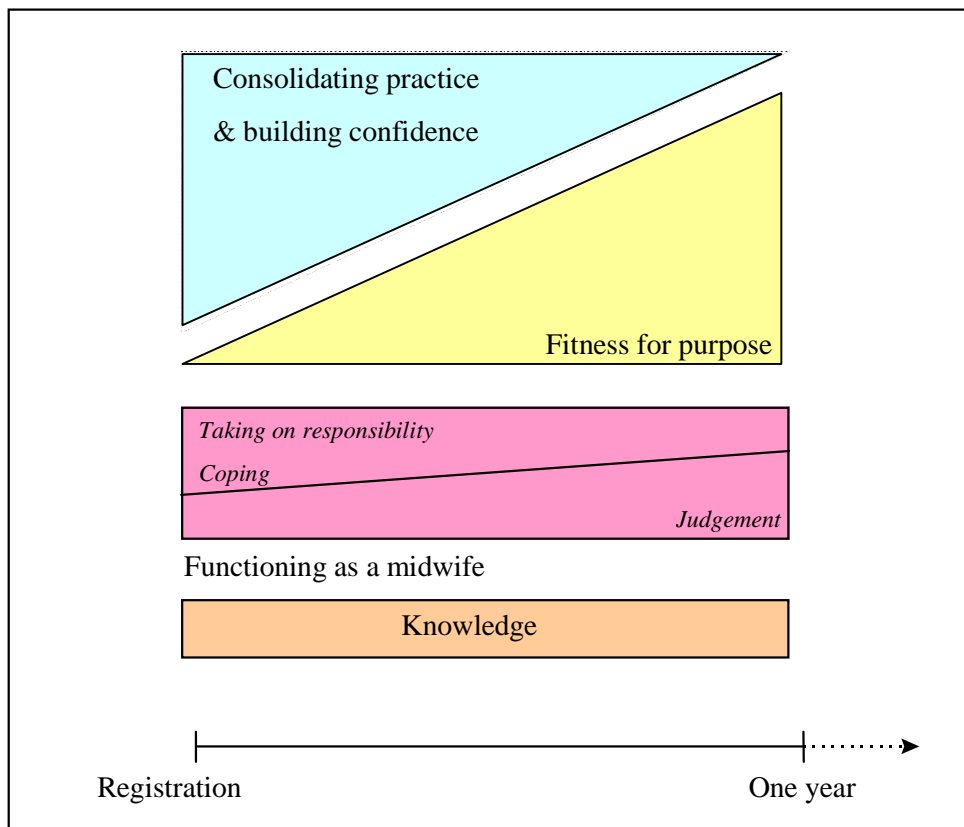 Consolidating practice
& building confidence
Fitness for purpose
Taking on responsibility
Coping
Judgement
Functioning as a midwife
Knowledge
Registration
One year